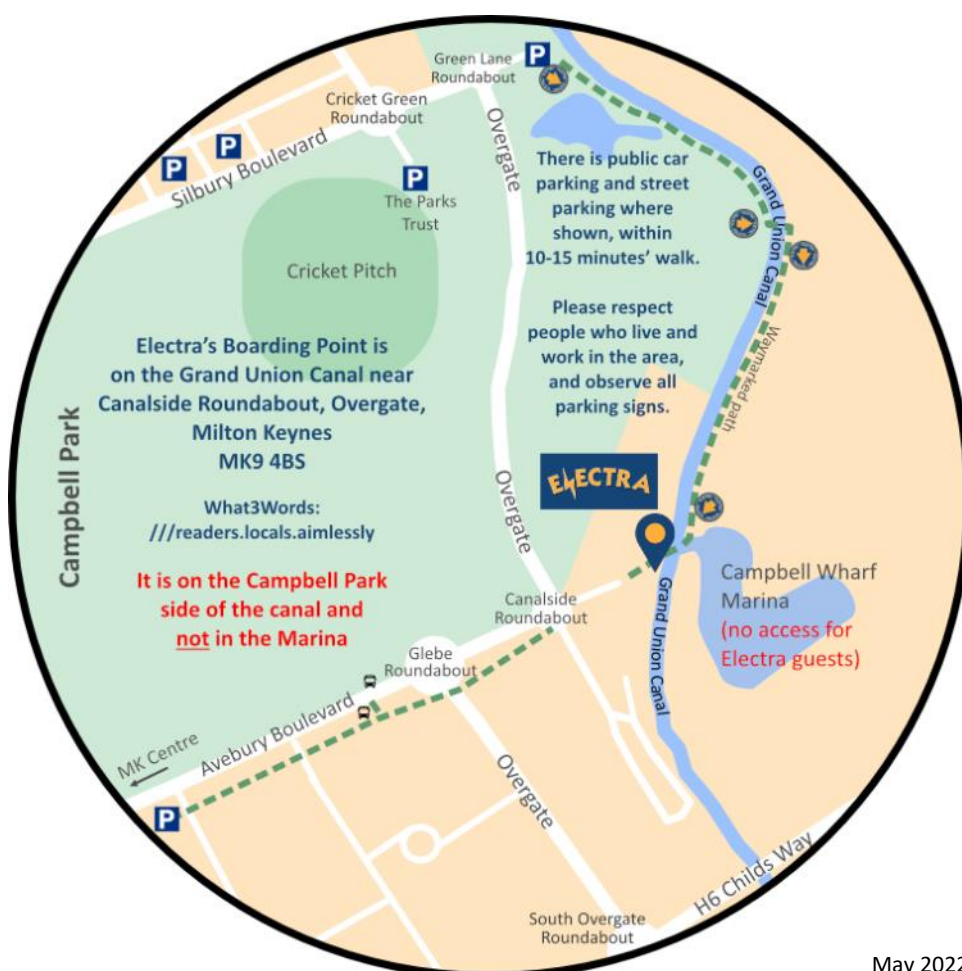 Green Lane
Roundabout
P
Cricket Green
Roundabout
P
P
Silbury Boulevard
P
The Parks
Trust
Cricket Pitch
Overgate
There is public car
parking and street
parking where
shown, within
10-15 minutes’ walk.
Please respect
people who live and
work in the area,
and observe all
parking signs.
Grand Union Canal
Waymarked path
Campbell Park
Electra’s Boarding Point is
on the Grand Union Canal near
Canalside Roundabout, Overgate,
Milton Keynes
MK9 4BS
What3Words:
///readers.locals.aimlessly
It is on the Campbell Park
side of the canal and
not in the Marina
ELECTRA
Overgate
Canalside
Roundabout
Grand Union Canal
Campbell Wharf
Marina
(no access for
Electra guests)
Glebe
Roundabout
Avebury Boulevard
MK Centre
P
Overgate
H6 Childs Way
South Overgate
Roundabout
May 2022